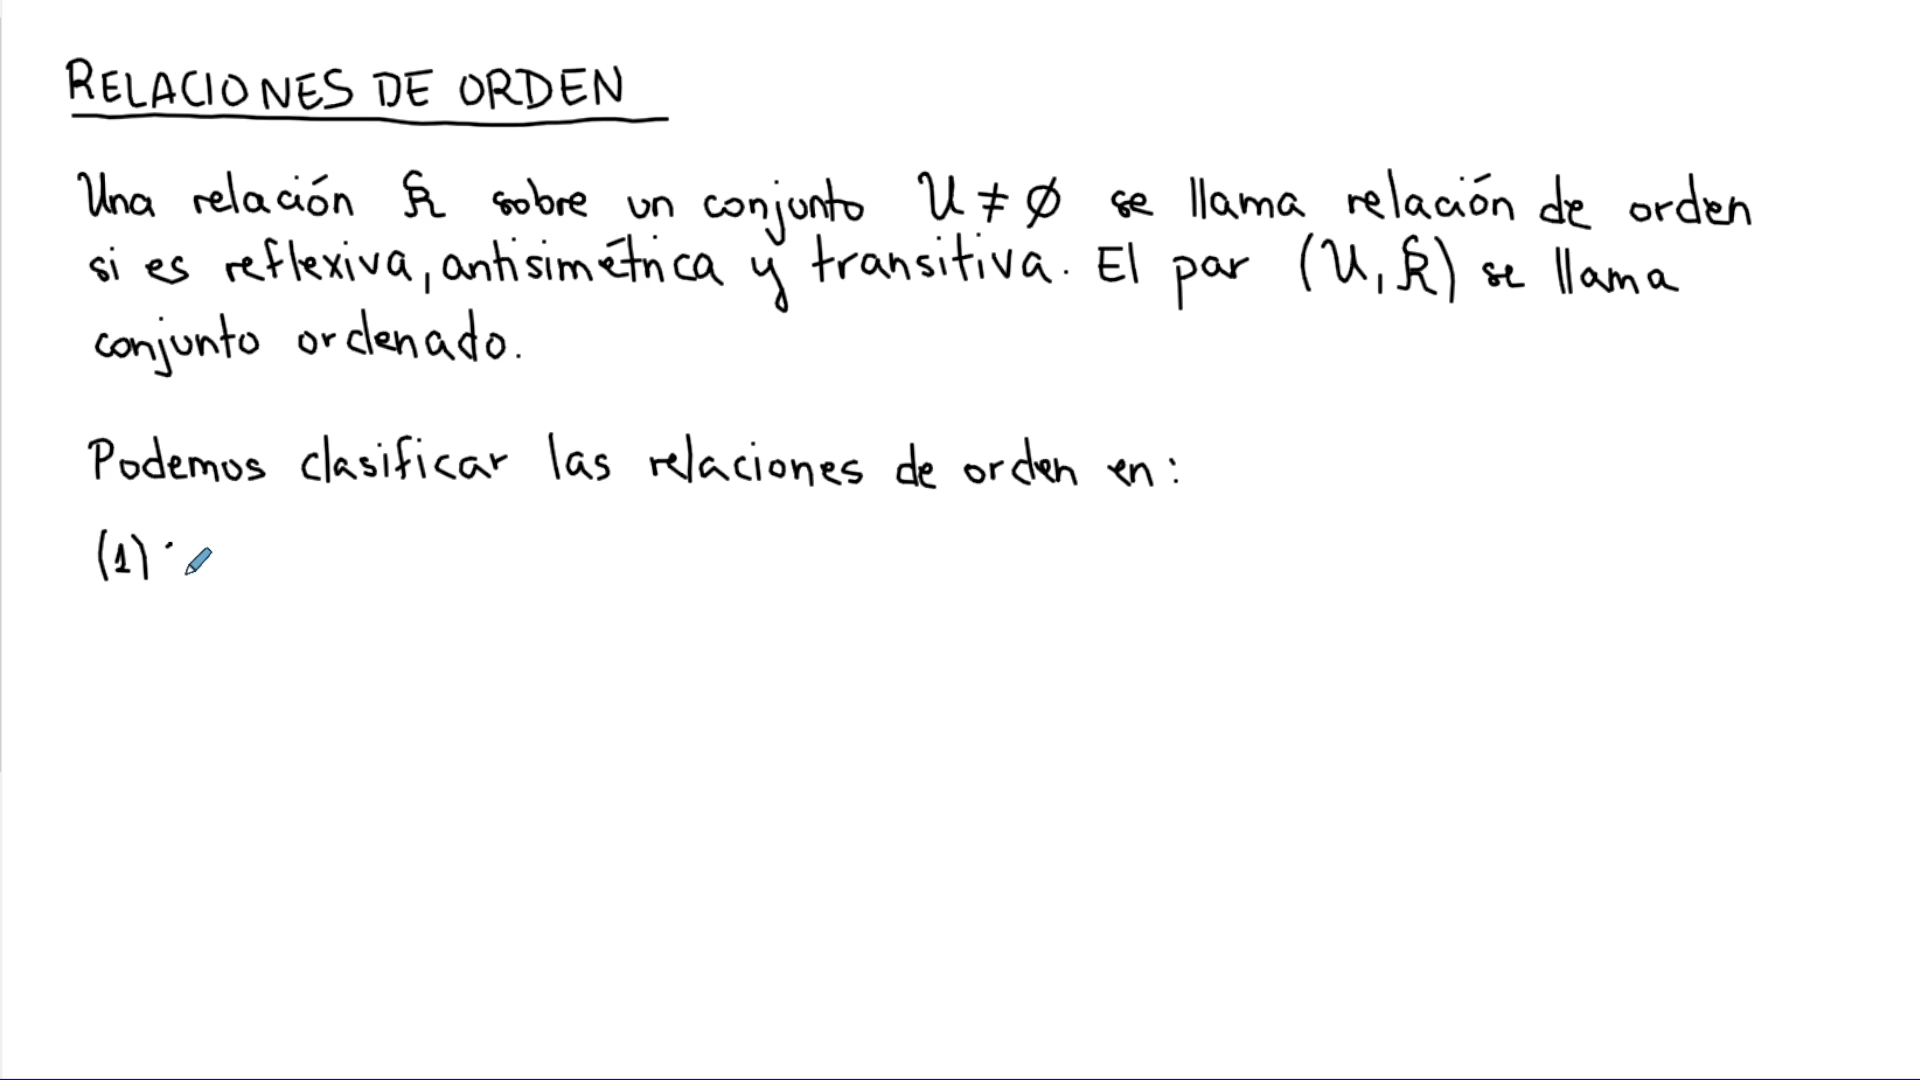 RELACIONES DE ORDEN
Una relación ℜ sobre un conjunto U ≠ ∅ se llama relación de orden
si es reflexiva, antisimétrica y transitiva. El par (U, ℜ) se llama
conjunto ordenado.
Podemos clasificar las relaciones de orden en:
(1)